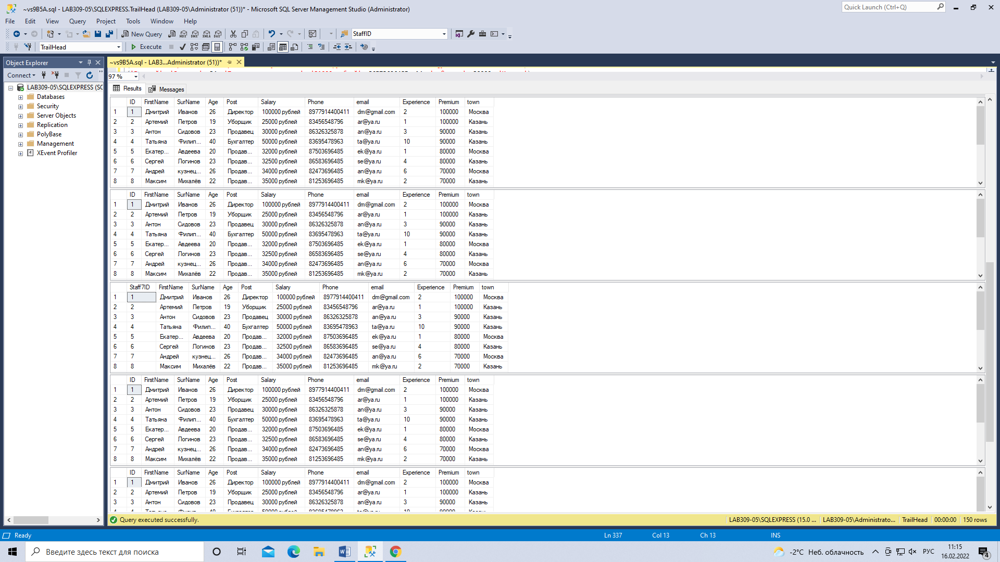 ~vs9B5A.sql - LAB309-05\SQLEXPRESS.TrailHead (LAB309-05\Administrator (51))* - Microsoft SQL Server Management Studio (Administrator)
Quick Launch (Ctrl+Q)
File Edit View Query Project Tools Window Help
New Query MDX DMX XMLA DAX StaffID
TrailHead Execute
Object Explorer
~vs9B5A.sql - LAB3...Administrator (51))*
Connect
97 %
LAB309-05\SQLEXPRESS (SQ
Databases
Security
Server Objects
Replication
PolyBase
Management
XEvent Profiler
Results Messages
ID FirstName SurName Age Post Salary Phone email Experience Premium town
1 1 Дмитрий Иванов 26 Директор 100000 рублей 8977914400411 dm@gmail.com 2 100000 Москва
2 2 Артемий Петров 19 Уборщик 25000 рублей 83456548796 ar@ya.ru 1 100000 Казань
3 3 Антон Сидовов 23 Продавец 30000 рублей 86326325878 an@ya.ru 3 90000 Казань
4 4 Татьяна Филип... 40 Бухгалтер 50000 рублей 83695478963 ta@ya.ru 10 90000 Казань
5 5 Екатер... Авдеева 20 Продав... 32000 рублей 87503696485 ek@ya.ru 1 80000 Москва
6 6 Сергей Логинов 23 Продав... 32500 рублей 86583696485 se@ya.ru 4 80000 Казань
7 7 Андрей кузнец... 26 Продав... 34000 рублей 82473696485 an@ya.ru 6 70000 Москва
8 8 Максим Михалёв 22 Продав... 35000 рублей 81253696485 mk@ya.ru 2 70000 Казань
ID FirstName SurName Age Post Salary Phone email Experience Premium town
1 1 Дмитрий Иванов 26 Директор 100000 рублей 8977914400411 dm@gmail.com 2 100000 Москва
2 2 Артемий Петров 19 Уборщик 25000 рублей 83456548796 ar@ya.ru 1 100000 Казань
3 3 Антон Сидовов 23 Продавец 30000 рублей 86326325878 an@ya.ru 3 90000 Казань
4 4 Татьяна Филип... 40 Бухгалтер 50000 рублей 83695478963 ta@ya.ru 10 90000 Казань
5 5 Екатер... Авдеева 20 Продав... 32000 рублей 87503696485 ek@ya.ru 1 80000 Москва
6 6 Сергей Логинов 23 Продав... 32500 рублей 86583696485 se@ya.ru 4 80000 Казань
7 7 Андрей кузнец... 26 Продав... 34000 рублей 82473696485 an@ya.ru 6 70000 Москва
8 8 Максим Михалёв 22 Продав... 35000 рублей 81253696485 mk@ya.ru 2 70000 Казань
Staff7ID FirstName SurName Age Post Salary Phone email Experience Premium town
1 1 Дмитрий Иванов 26 Директор 100000 рублей 8977914400411 dm@gmail.com 2 100000 Москва
2 2 Артемий Петров 19 Уборщик 25000 рублей 83456548796 ar@ya.ru 1 100000 Казань
3 3 Антон Сидовов 23 Продавец 30000 рублей 86326325878 an@ya.ru 3 90000 Казань
4 4 Татьяна Филип... 40 Бухгалтер 50000 рублей 83695478963 ta@ya.ru 10 90000 Казань
5 5 Екатер... Авдеева 20 Продав... 32000 рублей 87503696485 ek@ya.ru 1 80000 Москва
6 6 Сергей Логинов 23 Продав... 32500 рублей 86583696485 se@ya.ru 4 80000 Казань
7 7 Андрей кузнец... 26 Продав... 34000 рублей 82473696485 an@ya.ru 6 70000 Москва
8 8 Максим Михалёв 22 Продав... 35000 рублей 81253696485 mk@ya.ru 2 70000 Казань
ID FirstName SurName Age Post Salary Phone email Experience Premium town
1 1 Дмитрий Иванов 26 Директор 100000 рублей 8977914400411 dm@gmail.com 2 100000 Москва
2 2 Артемий Петров 19 Уборщик 25000 рублей 83456548796 ar@ya.ru 1 100000 Казань
3 3 Антон Сидовов 23 Продавец 30000 рублей 86326325878 an@ya.ru 3 90000 Казань
4 4 Татьяна Филип... 40 Бухгалтер 50000 рублей 83695478963 ta@ya.ru 10 90000 Казань
5 5 Екатер... Авдеева 20 Продав... 32000 рублей 87503696485 ek@ya.ru 1 80000 Москва
6 6 Сергей Логинов 23 Продав... 32500 рублей 86583696485 se@ya.ru 4 80000 Казань
7 7 Андрей кузнец... 26 Продав... 34000 рублей 82473696485 an@ya.ru 6 70000 Москва
8 8 Максим Михалёв 22 Продав... 35000 рублей 81253696485 mk@ya.ru 2 70000 Казань
ID FirstName SurName Age Post Salary Phone email Experience Premium town
1 1 Дмитрий Иванов 26 Директор 100000 рублей 8977914400411 dm@gmail.com 2 100000 Москва
2 2 Артемий Петров 19 Уборщик 25000 рублей 83456548796 ar@ya.ru 1 100000 Казань
3 3 Антон Сидовов 23 Продавец 30000 рублей 86326325878 an@ya.ru 3 90000 Казань
Query executed successfully. LAB309-05\SQLEXPRESS (15.0 ... LAB309-05\Administrato... TrailHead 00:00:00 150 rows
Ready Ln 337 Col 13 Ch 13 INS
Введите здесь текст для поиска
-2°C Неб. облачность РУС 11:15
16.02.2022 4